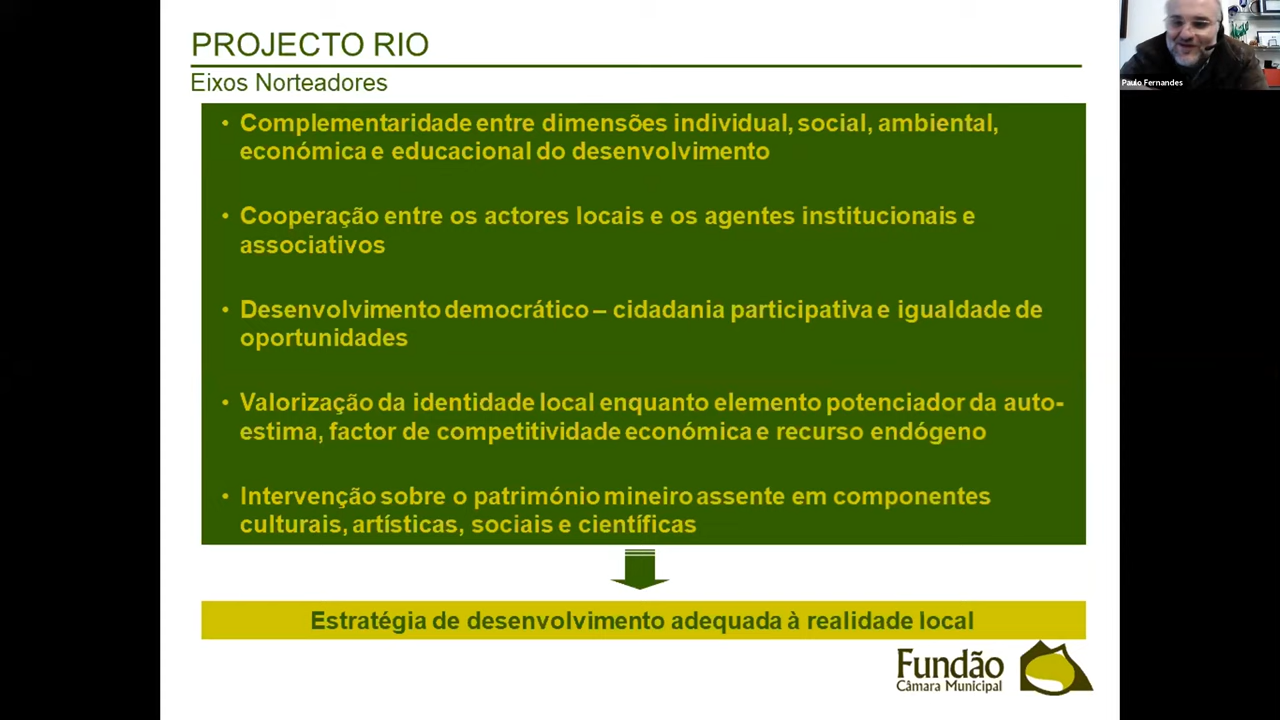 PROJECTO RIO
Eixos Norteadores
• Complementaridade entre dimensões individual, social, ambiental,
económica e educacional do desenvolvimento
• Cooperação entre os actores locais e os agentes institucionais e
associativos
• Desenvolvimento democrático – cidadania participativa e igualdade de
oportunidades
• Valorização da identidade local enquanto elemento potenciador da auto-
estima, factor de competitividade económica e recurso endógeno
• Intervenção sobre o património mineiro assente em componentes
culturais, artísticas, sociais e científicas
Estratégia de desenvolvimento adequada à realidade local
Fundão
Câmara Municipal
Paulo Fernandes